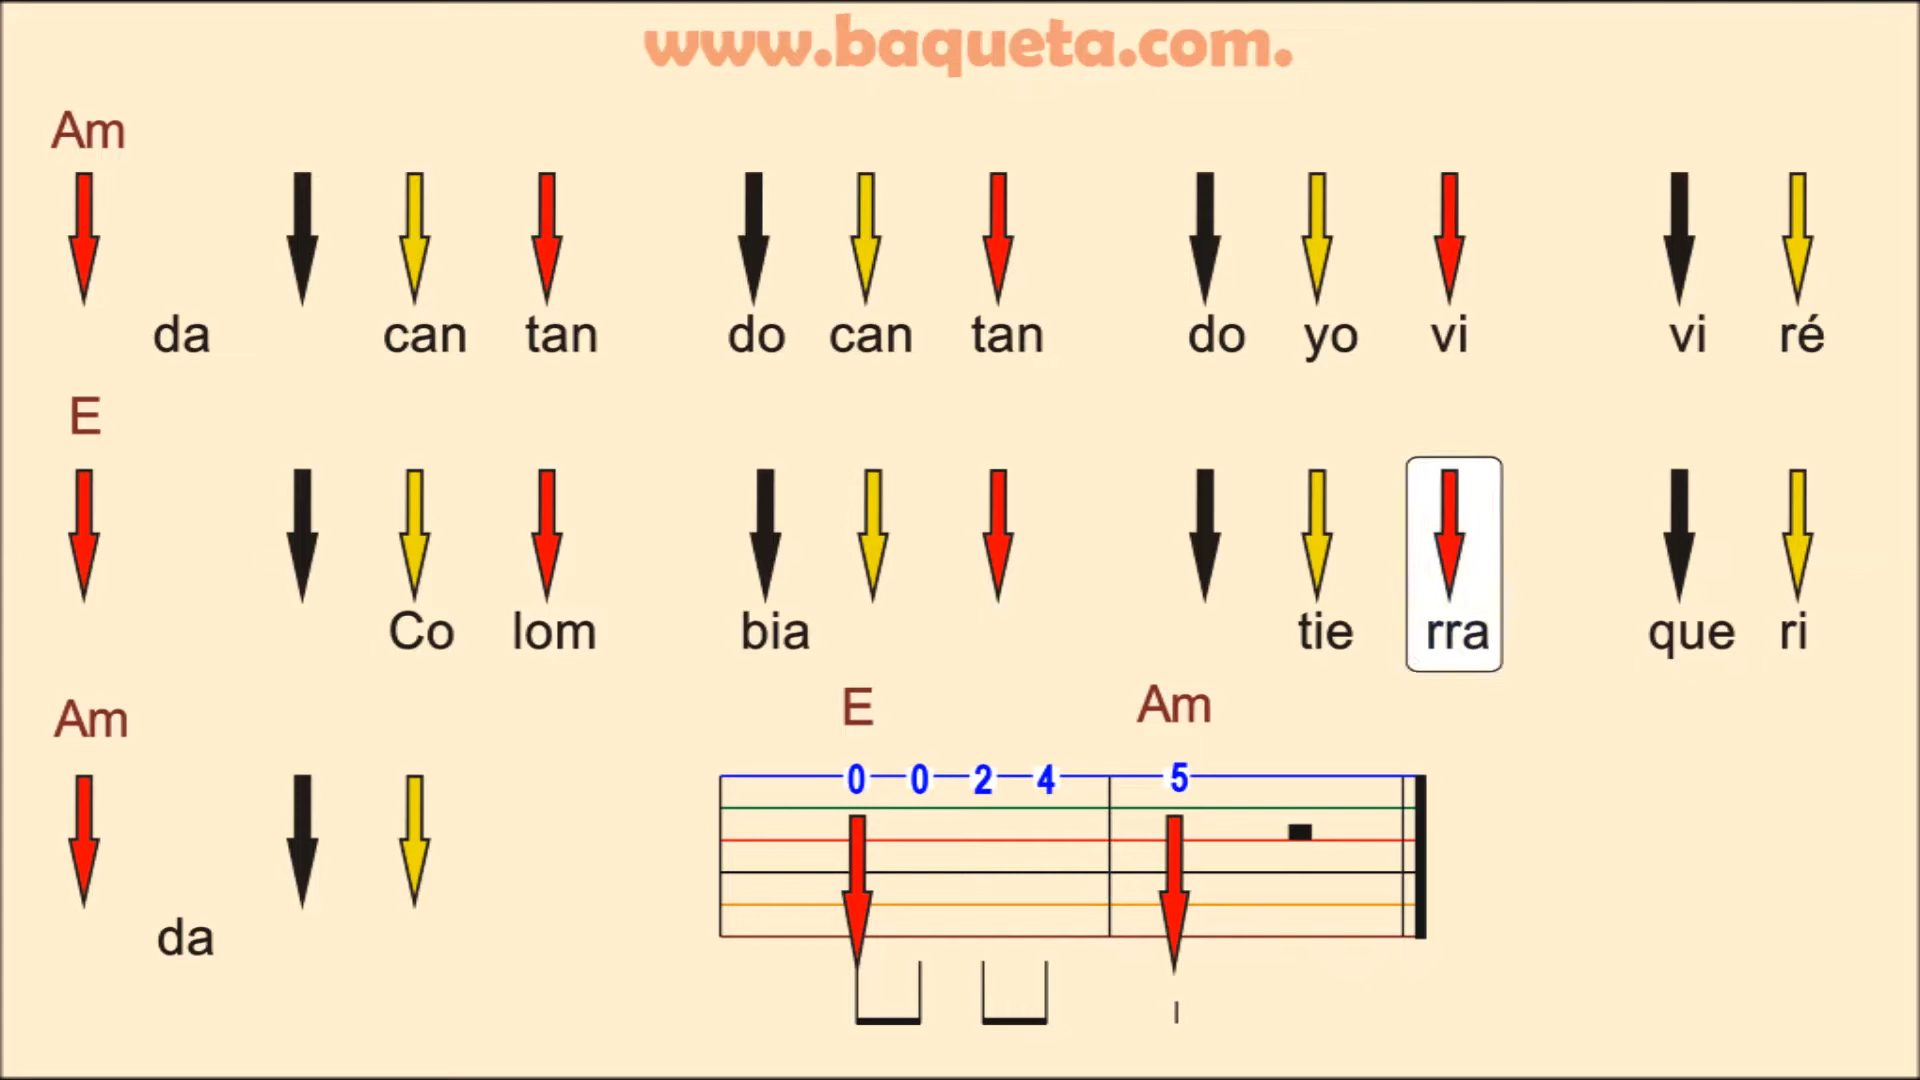 www.baqueta.com.
Am
da can tan do can tan do yo vi vi ré
E
Co lom bia tie rra que ri
Am E Am
0 0 2 4 5
da